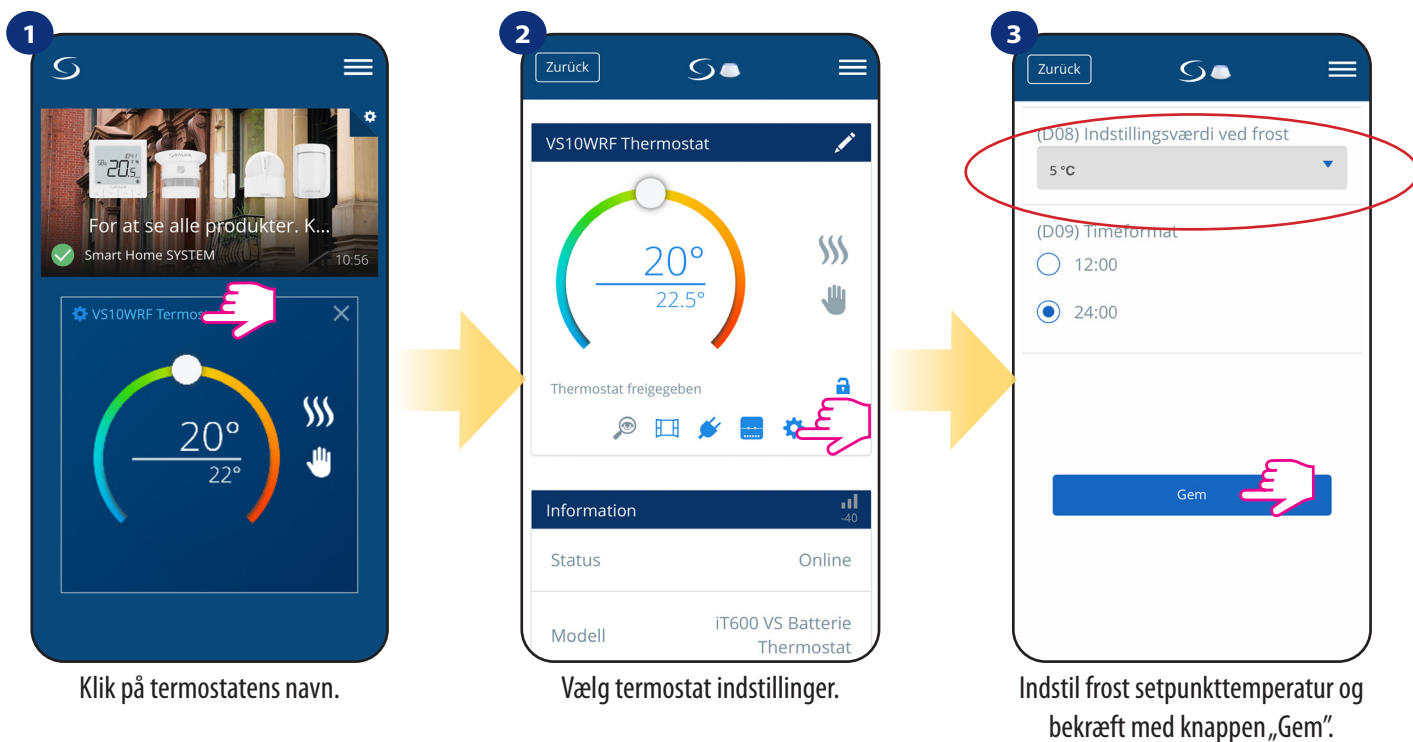 1
For at se alle produkter. K...
Smart Home SYSTEM
10:56
VS10WRF Termost
20°
22°
Klik på termostatens navn.
2
Zurück
VS10WRF Thermostat
20°
22.5°
Thermostat freigegeben
Information
-40
Status Online
Modell iT600 VS Batterie
Thermostat
Vælg termostat indstillinger.
3
Zurück
(D08) Indstillingsværdi ved frost
5 °C
(D09) Timeformat
12:00
24:00
Gem
Indstil frost setpunkttemperatur og
bekræft med knappen „Gem”.